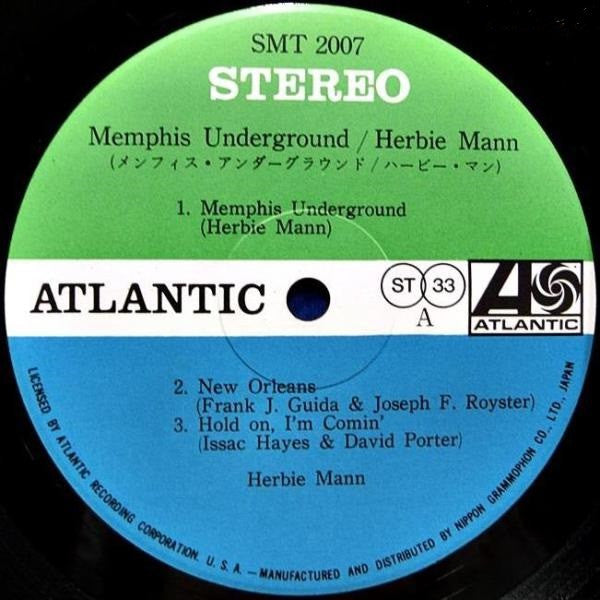 SMT 2007
STEREO
Memphis Underground / Herbie Mann
(メンフィス・アンダーグラウンド/ハービー・マン)
1. Memphis Underground
(Herbie Mann)
ATLANTIC
ST 33
A
ATLANTIC
2. New Orleans
(Frank J. Guida & Joseph F. Royster)
3. Hold on, I'm Comin'
(Issac Hayes & David Porter)
Herbie Mann
LICENSED BY ATLANTIC RECORDING CORPORATION. U. S. A. — MANUFACTURED AND DISTRIBUTED BY NIPPON GRAMMOPHON CO., LTD., JAPAN